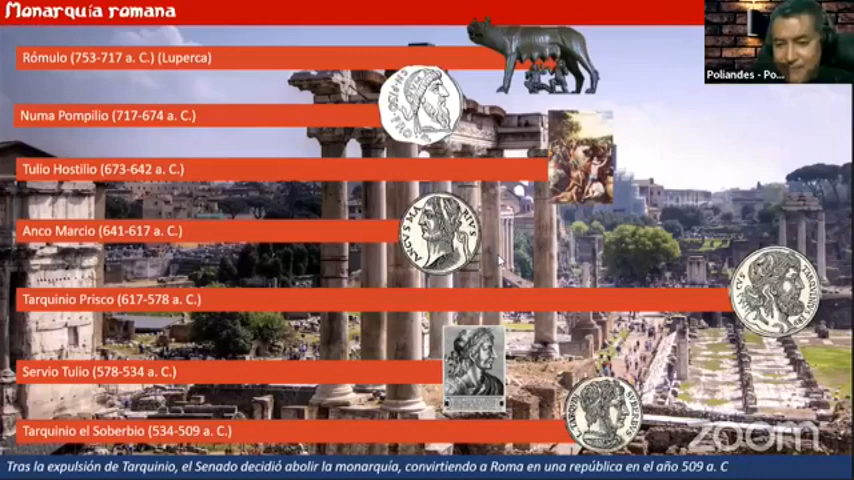 Monarquía romana
Rómulo (753-717 a. C.) (Luperca)
Poliandes - Po...
Numa Pompilio (717-674 a. C.)
Tulio Hostilio (673-642 a. C.)
Anco Marcio (641-617 a. C.)
Tarquinio Prisco (617-578 a. C.)
Servio Tulio (578-534 a. C.)
Tarquinio el Soberbio (534-509 a. C.)
zoom
Tras la expulsión de Tarquinio, el Senado decidió abolir la monarquía, convirtiendo a Roma en una república en el año 509 a. C